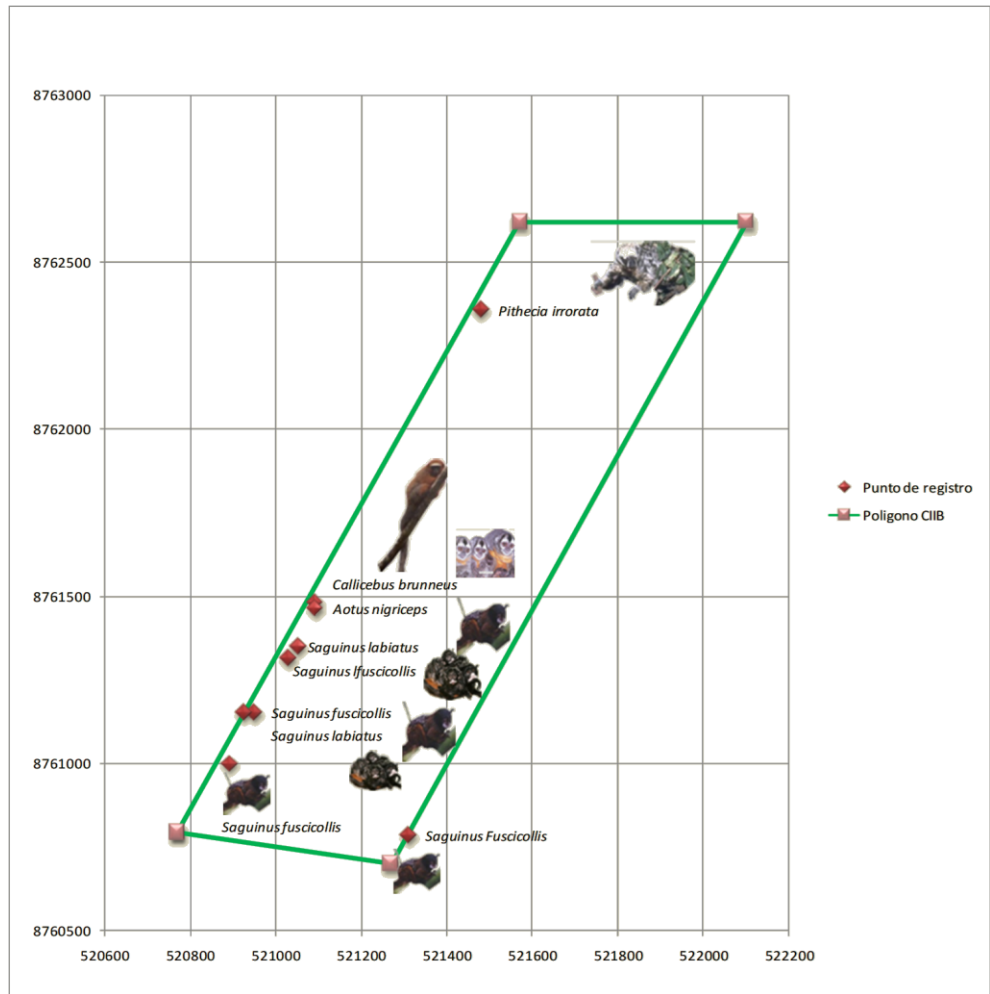 8763000
8762500
Pithecia irrorata
8762000
Punto de registro
Poligono CIIB
Callicebus brunneus
8761500
Aotus nigriceps
Saguinus labiatus
Saguinus lfuscicollis
Saguinus fuscicollis
Saguinus labiatus
8761000
Saguinus fuscicollis
Saguinus Fuscicollis
8760500
520600 520800 521000 521200 521400 521600 521800 522000 522200